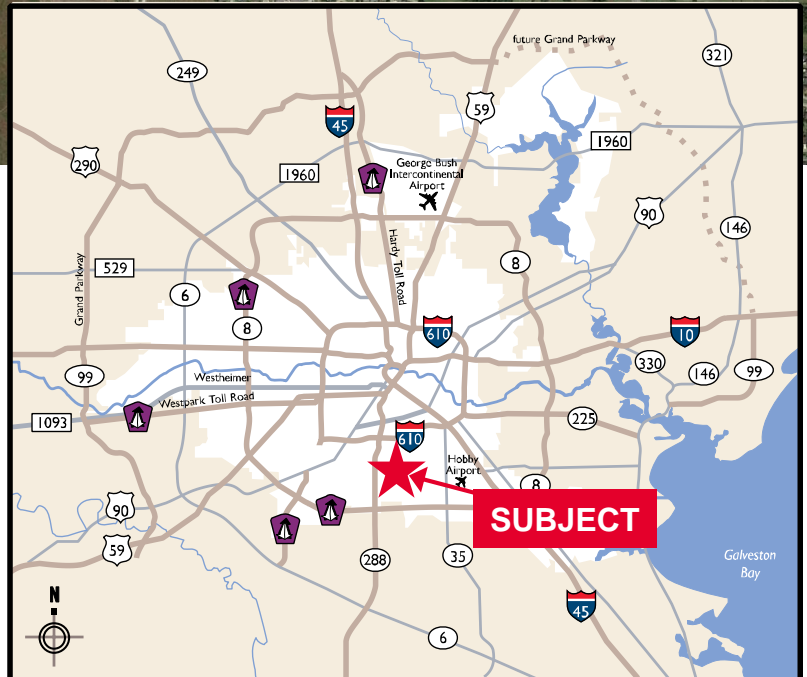 future Grand Parkway
321
249
59
45
1960
290
George Bush
Intercontinental
Airport
1960
90
146
Hardy Toll Road
8
529
Grand Parkway
6
8
610
10
330
146
99
99
Westheimer
Westpark Toll Road
1093
225
610
Hobby
Airport
8
90
SUBJECT
59
288
35
Galveston
Bay
N
45
6